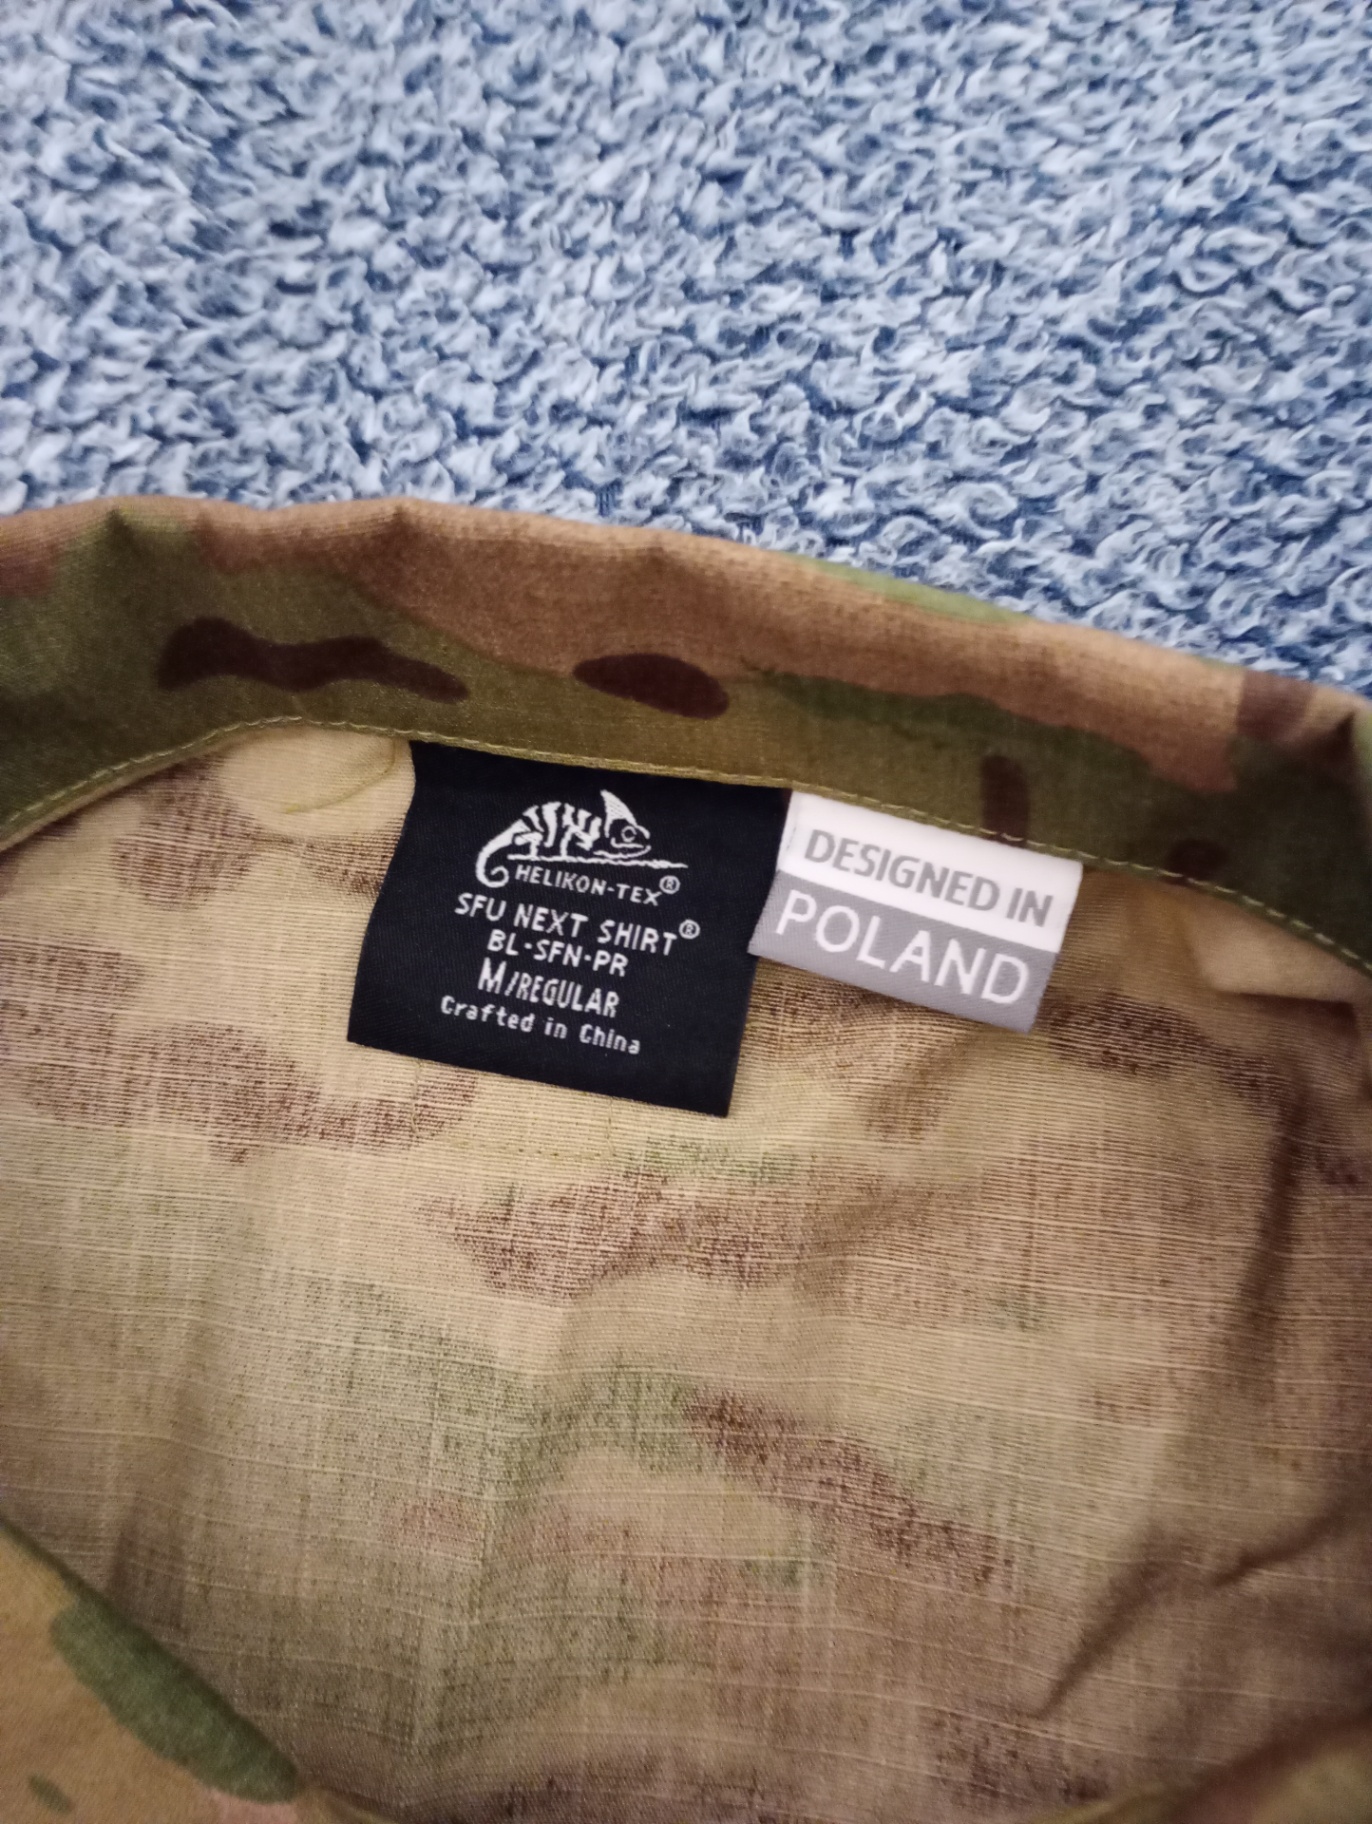 HELIKON-TEX®
SFU NEXT SHIRT®
BL·SFN·PR
M/REGULAR
Crafted in China
DESIGNED IN
POLAND